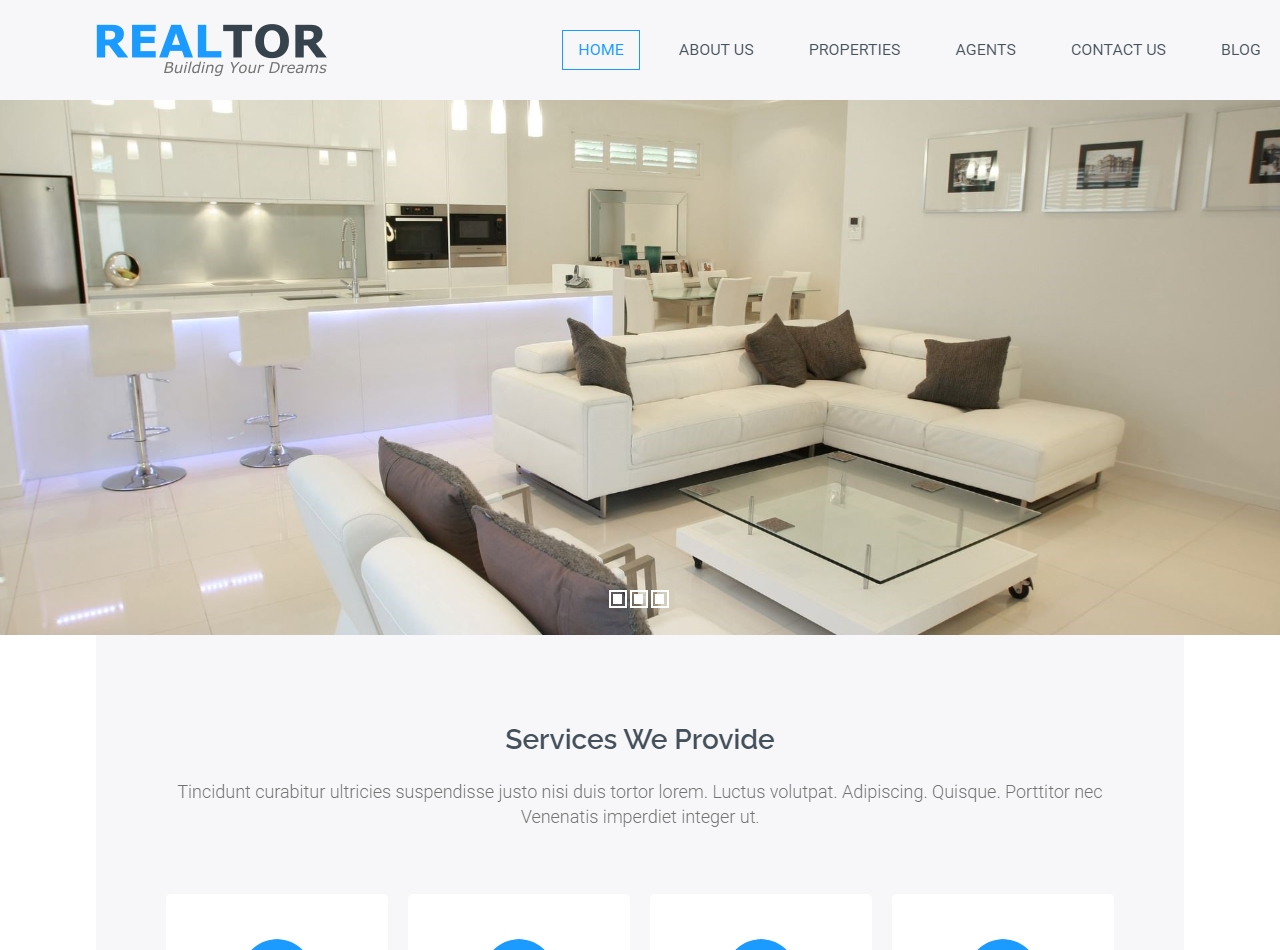 REALTOR
Building Your Dreams
HOME ABOUT US PROPERTIES AGENTS CONTACT US BLOG
Services We Provide
Tincidunt curabitur ultricies suspendisse justo nisi duis tortor lorem. Luctus volutpat. Adipiscing. Quisque. Porttitor nec
Venenatis imperdiet integer ut.